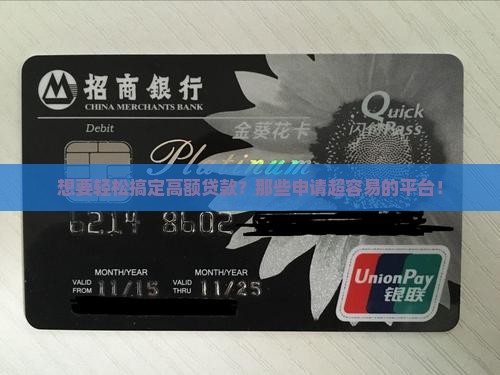 招商银行
CHINA MERCHANTS BANK
Debit
金葵花卡
Quick
闪付Pass
Platinum
想要轻松搞定高额贷款?那些申请超容易的平台!
6214 8602
MONTH/YEAR MONTH/YEAR
VALID FROM 11/15 VALID THRU 11/25
UnionPay
银联